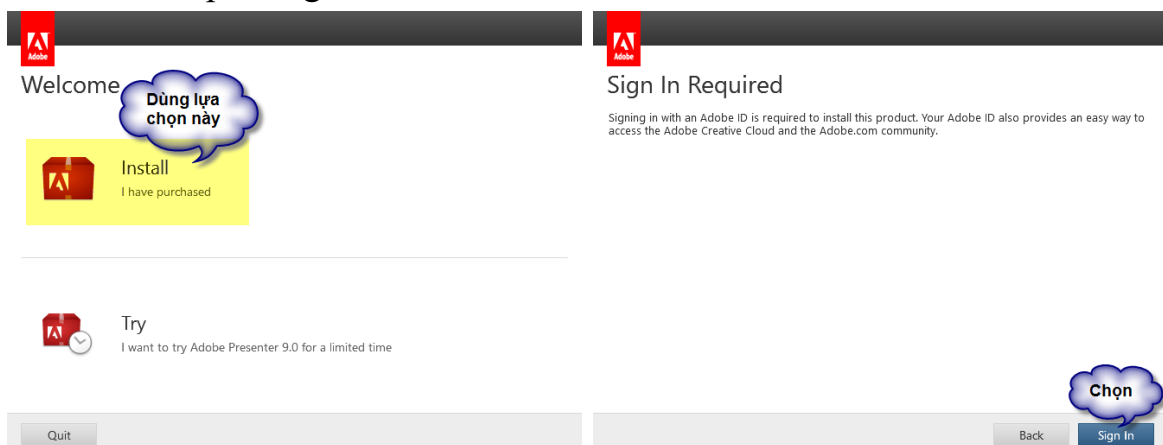 Adobe
Welcome
Dùng lựa
chọn này
Install
I have purchased
Try
I want to try Adobe Presenter 9.0 for a limited time
Quit
Adobe
Sign In Required
Signing in with an Adobe ID is required to install this product. Your Adobe ID also provides an easy way to
access the Adobe Creative Cloud and the Adobe.com community.
Chọn
Back
Sign In